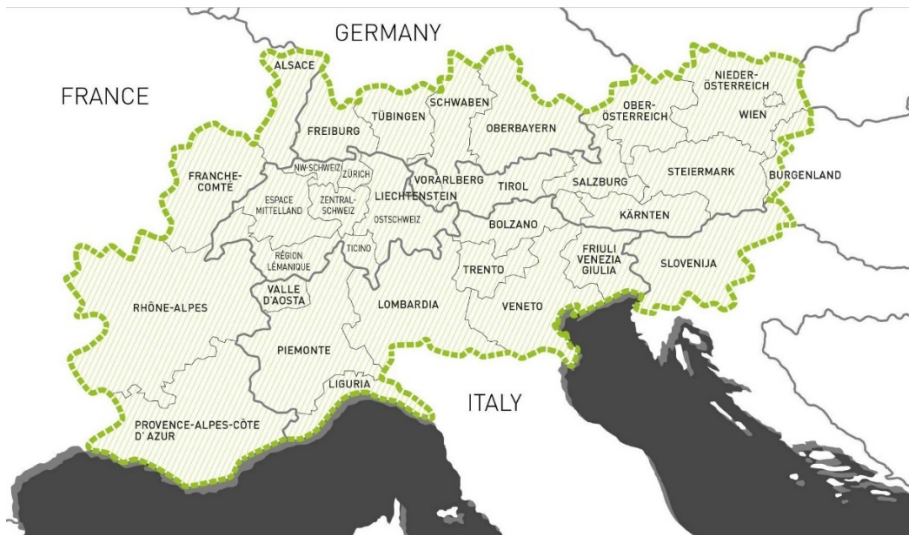 GERMANY
FRANCE
ITALY
ALSACE
FREIBURG
TÜBINGEN
SCHWABEN
OBERBAYERN
OBER-
ÖSTERREICH
NIEDER-
ÖSTERREICH
WIEN
FRANCHE-
COMTÉ
NW-SCHWEIZ
ZÜRICH
VORARLBERG
LIECHTENSTEIN
TIROL
SALZBURG
STEIERMARK
BURGENLAND
ESPACE
MITTELLAND
ZENTRAL-
SCHWEIZ
OSTSCHWEIZ
BOLZANO
KÄRNTEN
RÉGION
LÉMANIQUE
TICINO
TRENTO
FRIULI
VENEZIA
GIULIA
SLOVENIJA
RHÔNE-ALPES
VALLE
D'AOSTA
LOMBARDIA
VENETO
PIEMONTE
LIGURIA
PROVENCE-ALPES-CÔTE
D' AZUR